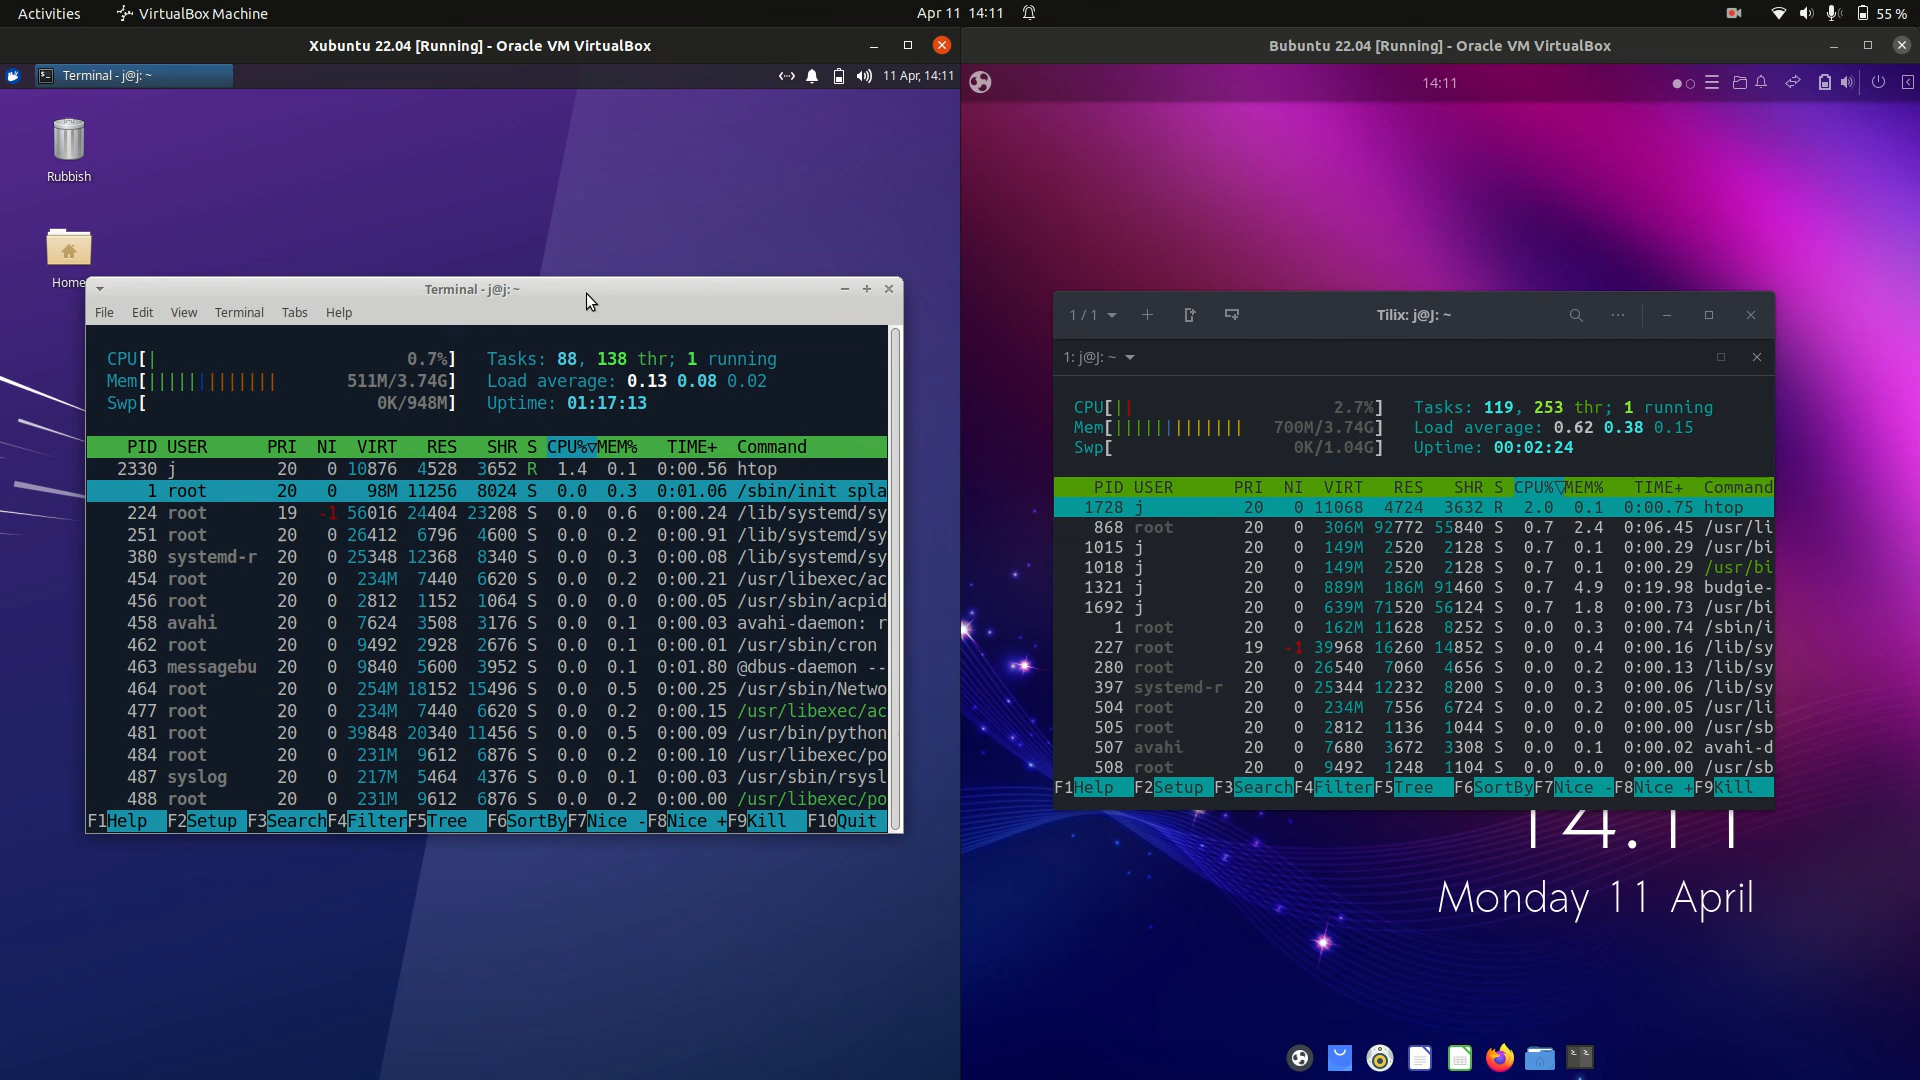 Activities
VirtualBox Machine
Apr 11 14:11
55 %
Xubuntu 22.04 [Running] - Oracle VM VirtualBox
Terminal - j@j: ~
11 Apr, 14:11
Rubbish
Home
Terminal - j@j: ~
File Edit View Terminal Tabs Help
CPU[| 0.7%] Tasks: 88, 138 thr; 1 running
Mem[||||||||||||| 511M/3.74G] Load average: 0.13 0.08 0.02
Swp[ 0K/948M] Uptime: 01:17:13
PID USER PRI NI VIRT RES SHR S CPU%▽MEM% TIME+ Command
2330 j 20 0 10876 4528 3652 R 1.4 0.1 0:00.56 htop
1 root 20 0 98M 11256 8024 S 0.0 0.3 0:01.06 /sbin/init spla
224 root 19 -1 56016 24404 23208 S 0.0 0.6 0:00.24 /lib/systemd/sy
251 root 20 0 26412 6796 4600 S 0.0 0.2 0:00.91 /lib/systemd/sy
380 systemd-r 20 0 25348 12368 8340 S 0.0 0.3 0:00.08 /lib/systemd/sy
454 root 20 0 234M 7440 6620 S 0.0 0.2 0:00.21 /usr/libexec/ac
456 root 20 0 2812 1152 1064 S 0.0 0.0 0:00.05 /usr/sbin/acpid
458 avahi 20 0 7624 3508 3176 S 0.0 0.1 0:00.03 avahi-daemon: r
462 root 20 0 9492 2928 2676 S 0.0 0.1 0:00.01 /usr/sbin/cron
463 messagebu 20 0 9840 5600 3952 S 0.0 0.1 0:01.80 @dbus-daemon --
464 root 20 0 254M 18152 15496 S 0.0 0.5 0:00.25 /usr/sbin/Netwo
477 root 20 0 234M 7440 6620 S 0.0 0.2 0:00.15 /usr/libexec/ac
481 root 20 0 39848 20340 11456 S 0.0 0.5 0:00.09 /usr/bin/python
484 root 20 0 231M 9612 6876 S 0.0 0.2 0:00.10 /usr/libexec/po
487 syslog 20 0 217M 5464 4376 S 0.0 0.1 0:00.03 /usr/sbin/rsysl
488 root 20 0 231M 9612 6876 S 0.0 0.2 0:00.00 /usr/libexec/po
F1Help F2Setup F3SearchF4FilterF5Tree F6SortByF7Nice -F8Nice +F9Kill F10Quit
Bubuntu 22.04 [Running] - Oracle VM VirtualBox
14:11
1 / 1
Tilix: j@J: ~
1: j@J: ~
CPU[|| 2.7%] Tasks: 119, 253 thr; 1 running
Mem[||||||||||||| 700M/3.74G] Load average: 0.62 0.38 0.15
Swp[ 0K/1.04G] Uptime: 00:02:24
PID USER PRI NI VIRT RES SHR S CPU%▽MEM% TIME+ Command
1728 j 20 0 11068 4724 3632 R 2.0 0.1 0:00.75 htop
868 root 20 0 306M 92772 55840 S 0.7 2.4 0:06.45 /usr/li
1015 j 20 0 149M 2520 2128 S 0.7 0.1 0:00.29 /usr/bi
1018 j 20 0 149M 2520 2128 S 0.7 0.1 0:00.29 /usr/bi
1321 j 20 0 889M 186M 91460 S 0.7 4.9 0:19.98 budgie-
1692 j 20 0 639M 71520 56124 S 0.7 1.8 0:00.73 /usr/bi
1 root 20 0 162M 11628 8252 S 0.0 0.3 0:00.74 /sbin/i
227 root 19 -1 39968 16260 14852 S 0.0 0.4 0:00.16 /lib/sy
280 root 20 0 26540 7060 4656 S 0.0 0.2 0:00.13 /lib/sy
397 systemd-r 20 0 25344 12232 8200 S 0.0 0.3 0:00.06 /lib/sy
504 root 20 0 234M 7556 6724 S 0.0 0.2 0:00.05 /usr/li
505 root 20 0 2812 1136 1044 S 0.0 0.0 0:00.00 /usr/sb
507 avahi 20 0 7680 3672 3308 S 0.0 0.1 0:00.02 avahi-d
508 root 20 0 9492 1248 1104 S 0.0 0.0 0:00.00 /usr/sb
F1Help F2Setup F3SearchF4FilterF5Tree F6SortByF7Nice -F8Nice +F9Kill
14:11
Monday 11 April